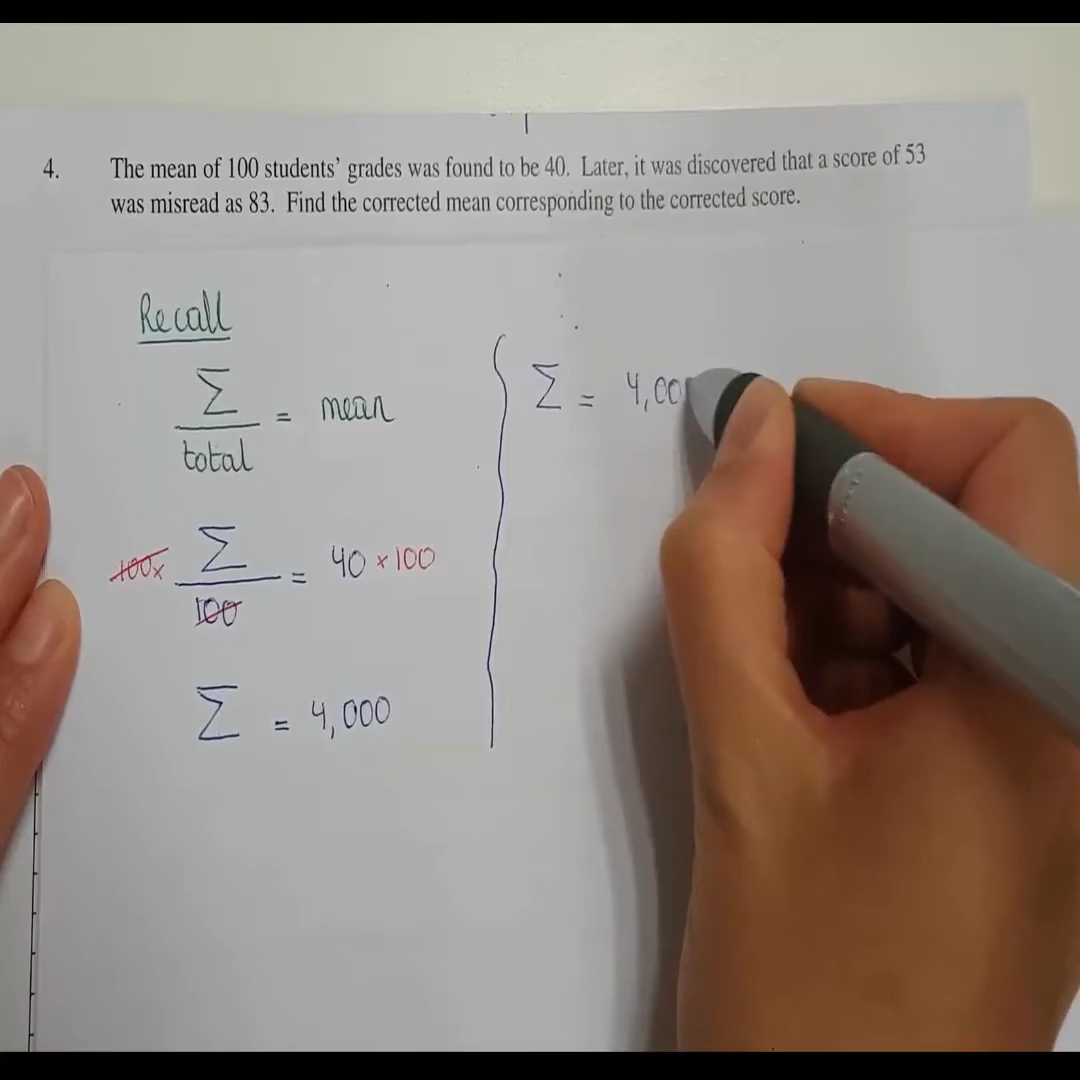 4. The mean of 100 students' grades was found to be 40. Later, it was discovered that a score of 53
was misread as 83. Find the corrected mean corresponding to the corrected score.
Recall
Σ
total
= mean
100x Σ
100
= 40 x 100
Σ = 4,000
Σ = 4,00